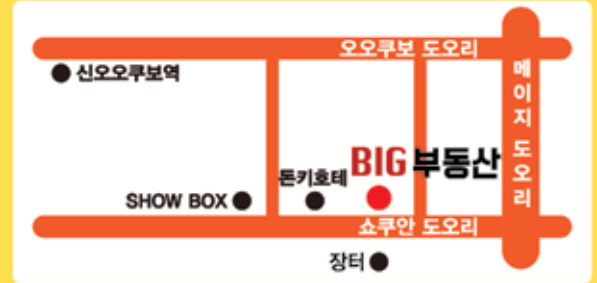 오오쿠보 도오리
신오오쿠보역
메이지 도오리
BIG 부동산
돈키호테
SHOW BOX
쇼쿠안 도오리
장터